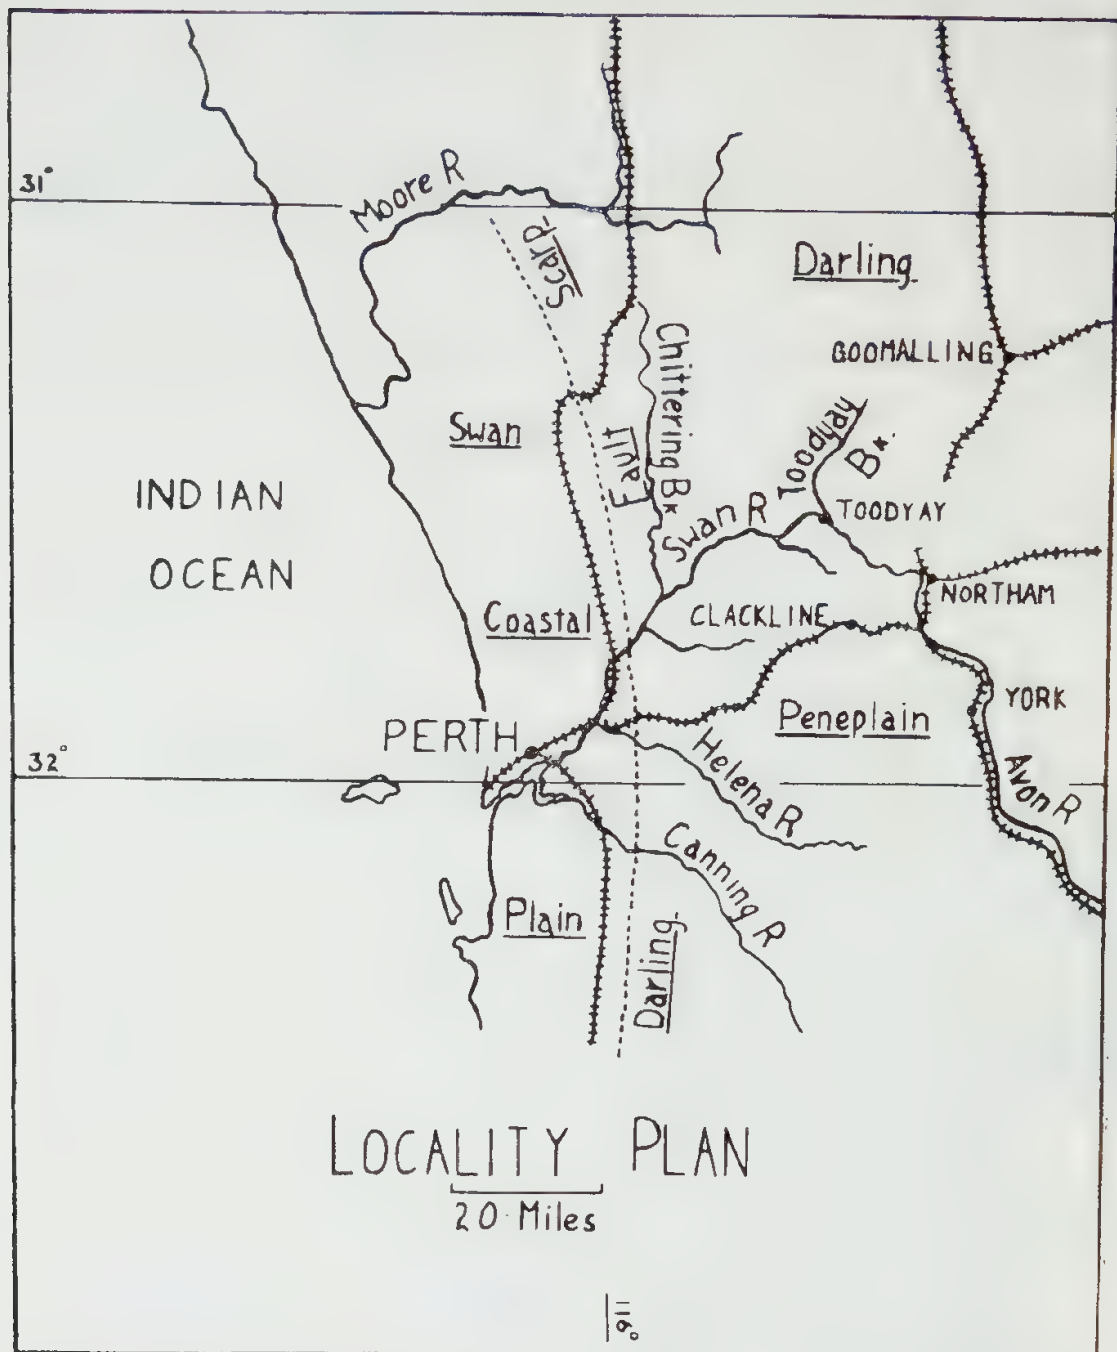 31°
Moore R
Scarp
Darling
GOOMALLING
Chittering Bk
Swan
Fault
Toodyay
Bk.
INDIAN
OCEAN
Swan R
TOODYAY
NORTHAM
Coastal
CLACKLINE
YORK
Peneplain
PERTH
Helena R
32°
Avon R
Canning R
Plain
Darling
LOCALITY PLAN
20 Miles
116°